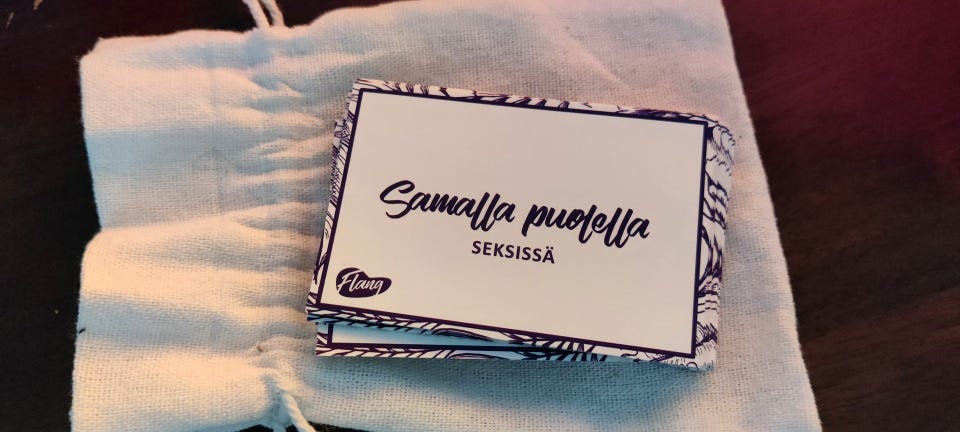 Samalla puolella
SEKSISSÄ
Flang